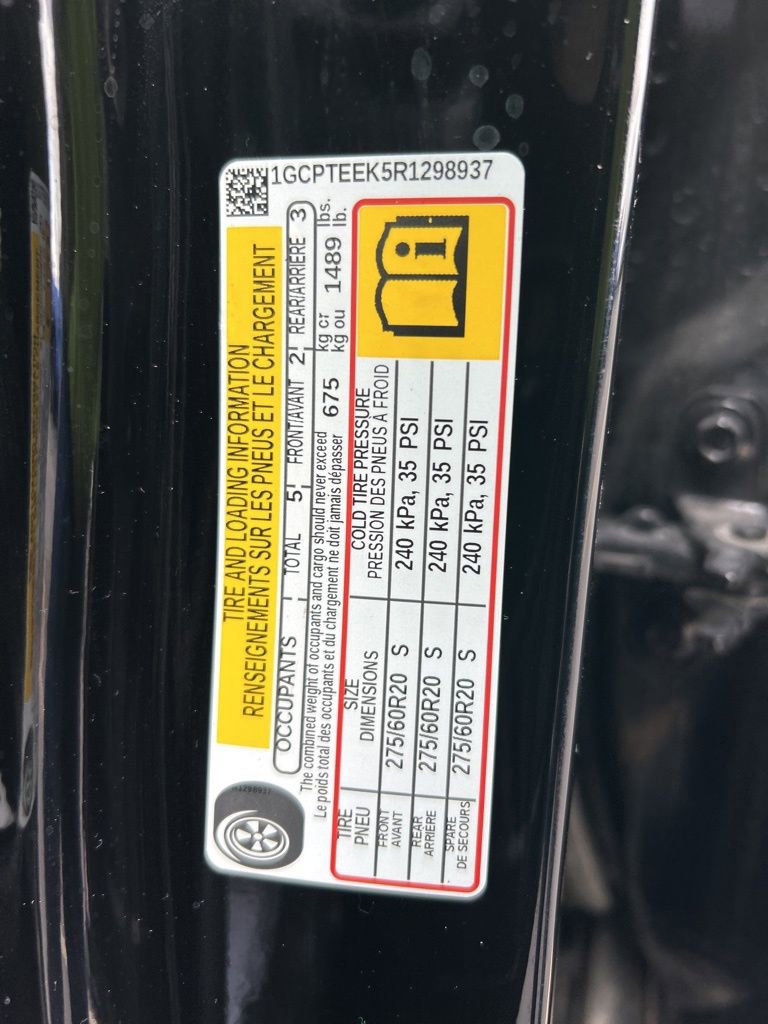 1GCPTEEK5R1298937
TIRE AND LOADING INFORMATION
RENSEIGNEMENTS SUR LES PNEUS ET LE CHARGEMENT
OCCUPANTS TOTAL 5 FRONT/AVANT 2 REAR/ARRIÈRE 3
The combined weight of occupants and cargo should never exceed 675 kg or 1489 lbs.
Le poids total des occupants et du chargement ne doit jamais dépasser kg ou lb.
TIRE SIZE COLD TIRE PRESSURE
PNEU DIMENSIONS PRESSION DES PNEUS A FROID
FRONT 275/60R20 S 240 kPa, 35 PSI
AVANT
REAR 275/60R20 S 240 kPa, 35 PSI
ARRIÈRE
SPARE 275/60R20 S 240 kPa, 35 PSI
DE SECOURS